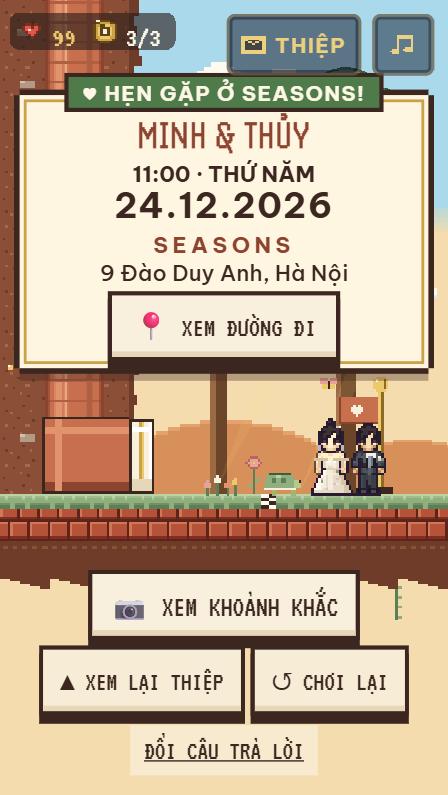 99
3/3
THIỆP
HẸN GẶP Ở SEASONS!
MINH & THỦY
11:00 · THỨ NĂM
24.12.2026
SEASONS
9 Đào Duy Anh, Hà Nội
XEM ĐƯỜNG ĐI
XEM KHOẢNH KHẮC
XEM LẠI THIỆP
CHƠI LẠI
ĐỔI CÂU TRẢ LỜI